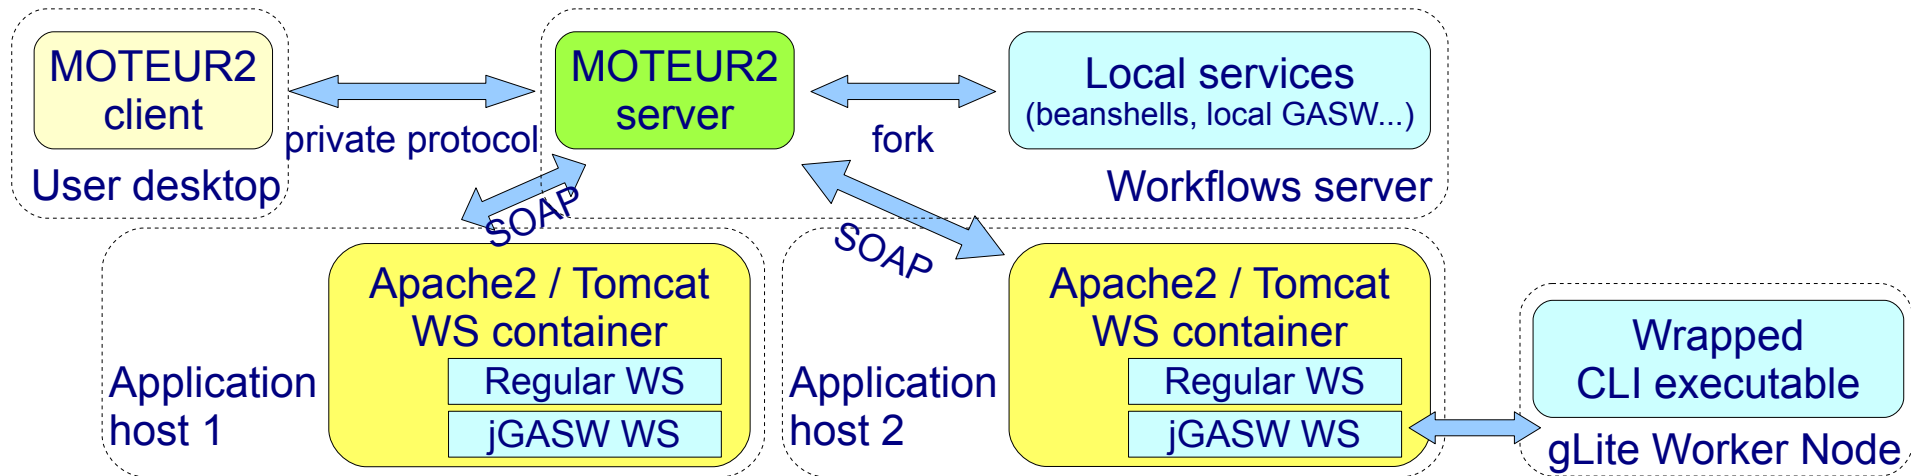 MOTEUR2
client
User desktop
private protocol
MOTEUR2
server
fork
Local services
(beanshells, local GASW...)
Workflows server
SOAP
SOAP
Application
host 1
Apache2 / Tomcat
WS container
Regular WS
jGASW WS
Application
host 2
Apache2 / Tomcat
WS container
Regular WS
jGASW WS
Wrapped
CLI executable
gLite Worker Node